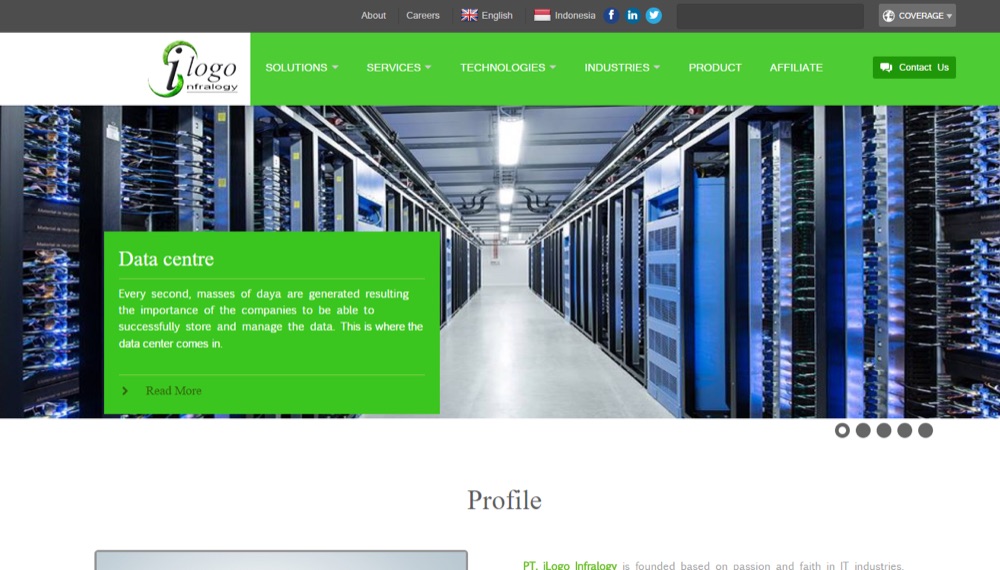 About
Careers
English
Indonesia
COVERAGE
ilogo
nfralogy
SOLUTIONS
SERVICES
TECHNOLOGIES
INDUSTRIES
PRODUCT
AFFILIATE
Contact Us
Data centre
Every second, masses of daya are generated resulting
the importance of the companies to be able to
successfully store and manage the data. This is where the
data center comes in.
Read More
Profile
PT. iLogo Infralogy is founded based on passion and faith in IT industries.